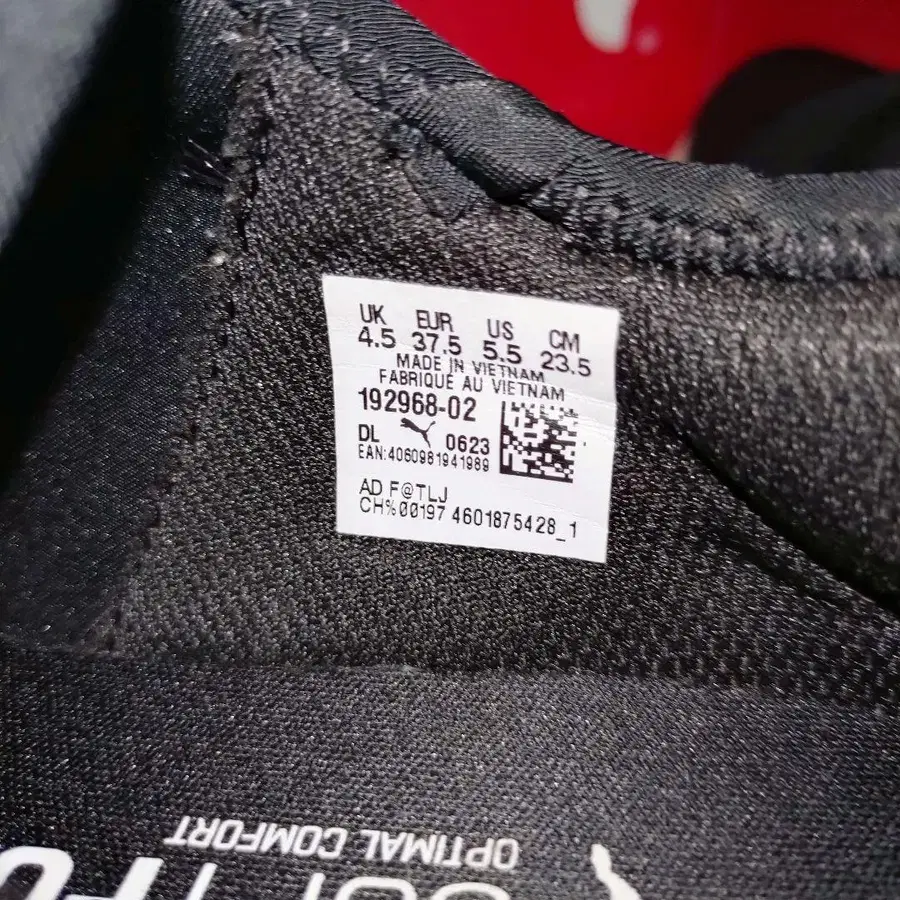 UK EUR US CM
4.5 37.5 5.5 23.5
MADE IN VIETNAM
FABRIQUE AU VIETNAM
192968-02
DL 0623
EAN:4060981941989
AD F@TLJ
CH%00197 4601875428_1
OPTIMAL COMFORT